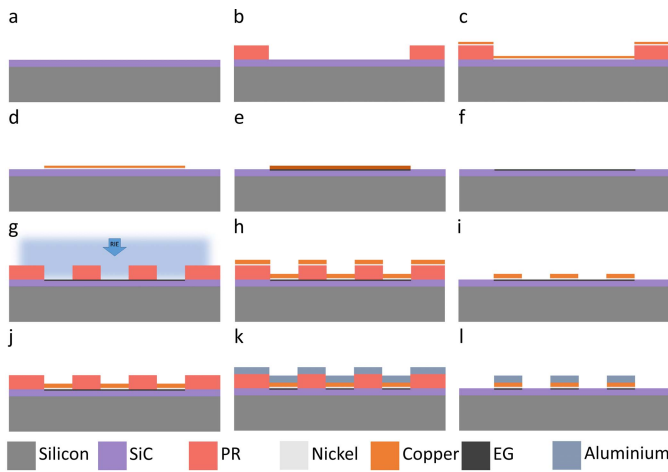 a b c
d e f
g h i
RIE
j k l
Silicon SiC PR Nickel Copper EG Aluminium